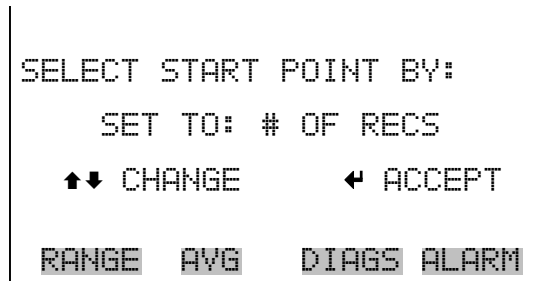 SELECT START POINT BY:
SET TO: # OF RECS
⬆⬇ CHANGE ↵ ACCEPT
RANGE AVG DIAGS ALARM